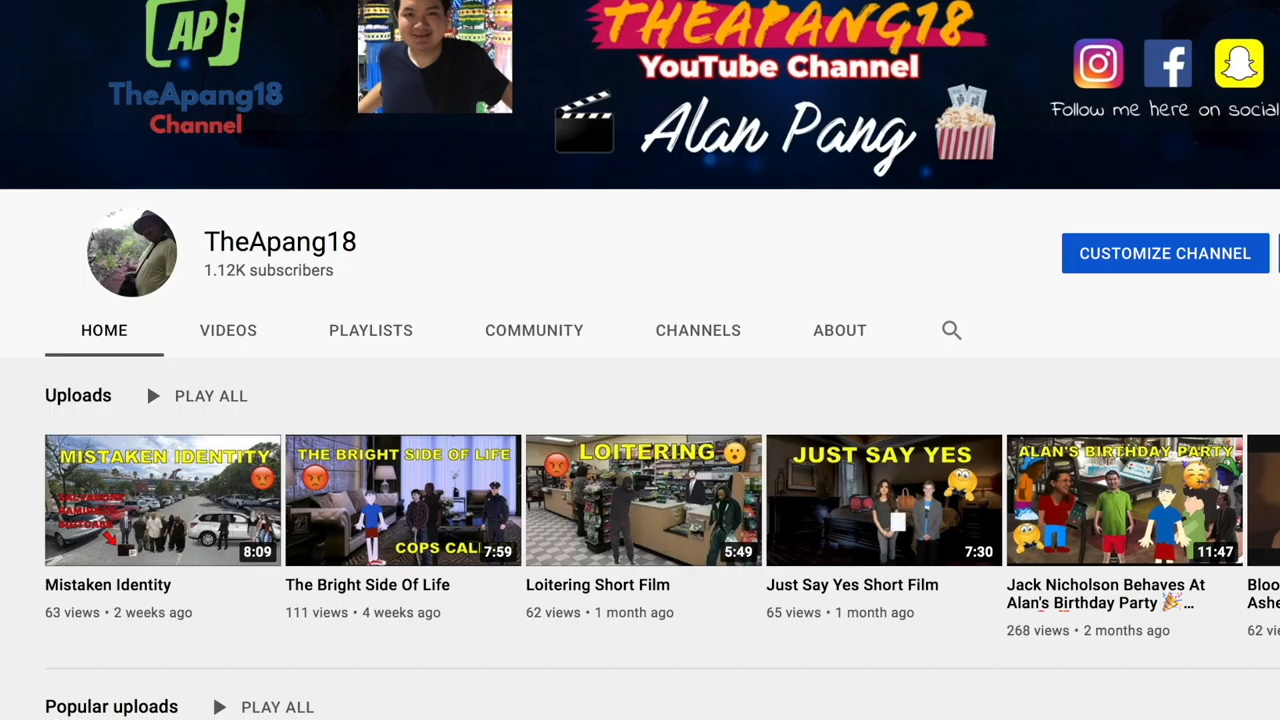 AP
TheApang18
Channel
THEAPANG18
YouTube Channel
Alan Pang
Follow me here on social
TheApang18
1.12K subscribers
CUSTOMIZE CHANNEL
HOME VIDEOS PLAYLISTS COMMUNITY CHANNELS ABOUT
Uploads PLAY ALL
MISTAKEN IDENTITY
8:09
THE BRIGHT SIDE OF LIFE
COPS CAL
7:59
LOITERING
5:49
JUST SAY YES
7:30
ALAN'S BIRTHDAY PARTY
11:47
Mistaken Identity
63 views • 2 weeks ago
The Bright Side Of Life
111 views • 4 weeks ago
Loitering Short Film
62 views • 1 month ago
Just Say Yes Short Film
65 views • 1 month ago
Jack Nicholson Behaves At
Alan's Birthday Party 🎉...
268 views • 2 months ago
Bloo
Ashe
62 vi
Popular uploads PLAY ALL